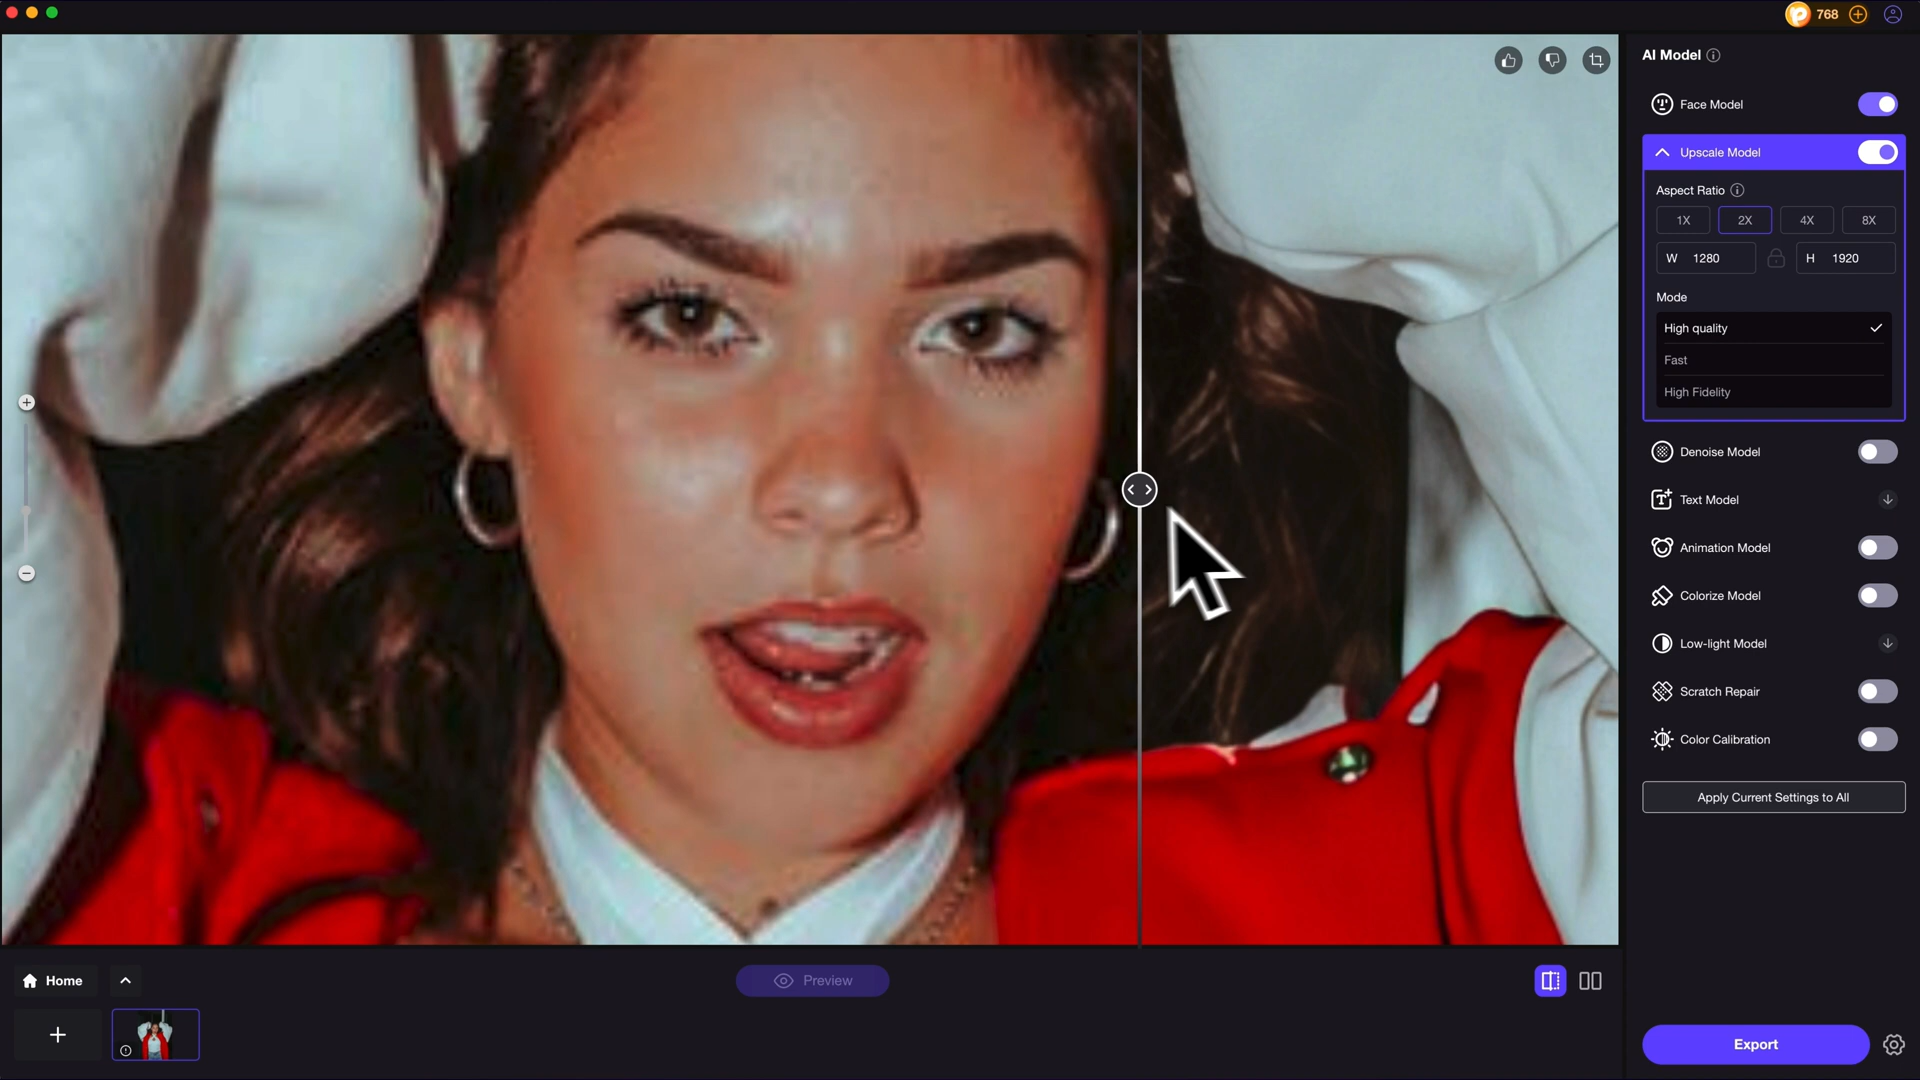 768
AI Model
Face Model
Upscale Model
Aspect Ratio
1X 2X 4X 8X
W 1280 H 1920
Mode
High quality
Fast
High Fidelity
Denoise Model
Text Model
Animation Model
Colorize Model
Low-light Model
Scratch Repair
Color Calibration
Apply Current Settings to All
Home
Preview
Export